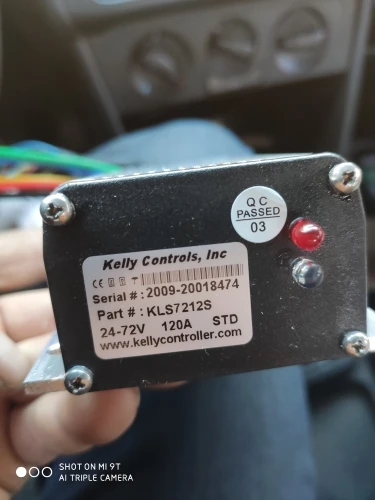 QC
PASSED
03
Kelly Controls, Inc
CE
Serial # : 2009-20018474
Part # : KLS7212S
24-72V 120A STD
www.kellycontroller.com
SHOT ON MI 9T
AI TRIPLE CAMERA